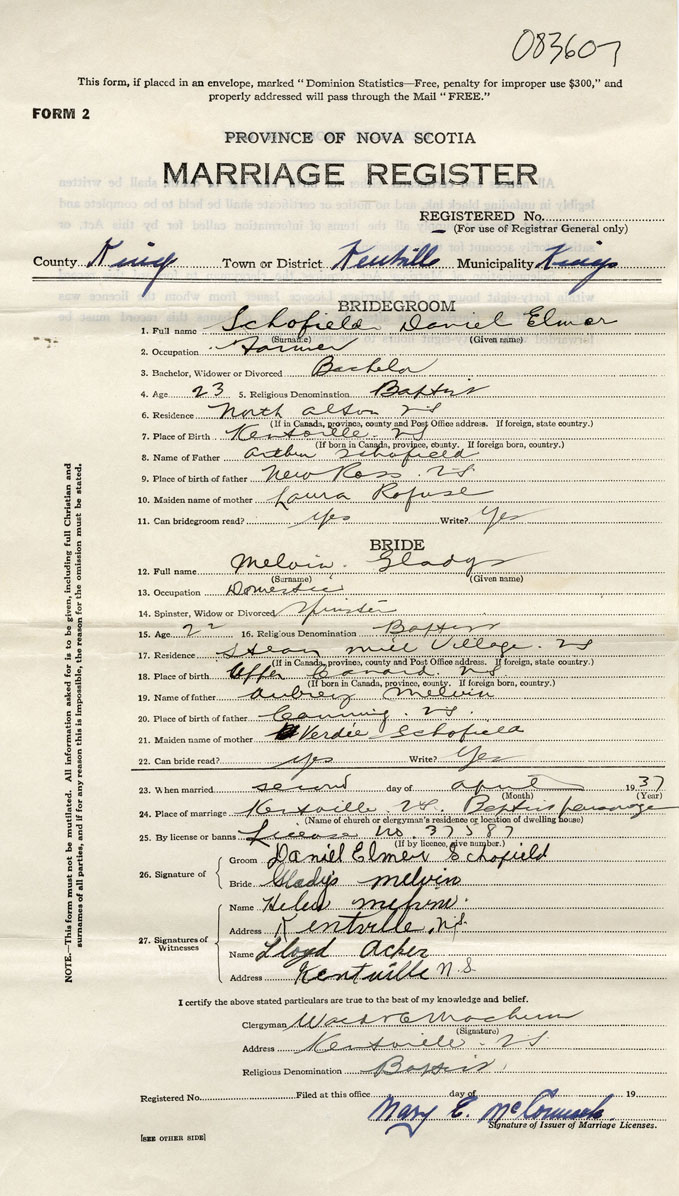 083607
This form, if placed in an envelope, marked "Dominion Statistics—Free, penalty for improper use $300," and
properly addressed will pass through the Mail "FREE."
FORM 2
PROVINCE OF NOVA SCOTIA
MARRIAGE REGISTER
REGISTERED No.
(For use of Registrar General only)
County Kings Town or District Kentville Municipality Kings
BRIDEGROOM
1. Full name Schofield Daniel Elmer
(Surname) (Given name)
2. Occupation Farmer
3. Bachelor, Widower or Divorced Bachelor
4. Age 23 5. Religious Denomination Baptist
6. Residence North Alton NS
(If in Canada, province, county and Post Office address. If foreign, state country.)
7. Place of Birth Kentville. NS
(If born in Canada, province, county. If foreign born, country.)
8. Name of Father Arthur Schofield
9. Place of birth of father New Ross. NS
10. Maiden name of mother Laura Rofuse
11. Can bridegroom read? Yes Write? Yes
BRIDE
12. Full name Melvin. Gladys
(Surname) (Given name)
13. Occupation Domestic
14. Spinster, Widow or Divorced Spinster
15. Age 22 16. Religious Denomination Baptist
17. Residence Steam Mill Village. NS
(If in Canada, province, county and Post Office address. If foreign, state country.)
18. Place of birth Upper Canard. NS
(If born in Canada, province, county. If foreign born, country.)
19. Name of father Aubrey Melvin
20. Place of birth of father Canning NS.
21. Maiden name of mother Verdie Schofield
22. Can bride read? Yes Write? Yes
23. When married second day of April 1937
(Month) (Year)
24. Place of marriage Kentville NS. Baptist parsonage
(Name of church or clergyman's residence or location of dwelling house)
25. By license or banns License no. 37587
(If by licence, give number.)
26. Signature of
Groom Daniel Elmer Schofield
Bride Gladys Melvin
27. Signatures of Witnesses
Name Helen
Address Kentville, N.S.
Name Lloyd Acker
Address Kentville N.S.
I certify the above stated particulars are true to the best of my knowledge and belief.
Clergyman
(Signature)
Address Kentville. NS
Religious Denomination Baptist
Registered No. Filed at this office day of 19
Mary E. McCormack
Signature of Issuer of Marriage Licenses.
[SEE OTHER SIDE]
NOTE.—This form must not be mutilated. All information asked for is to be given, including full Christian and
surnames of all parties, and if for any reason this is impossible, the reason for the omission must be stated.